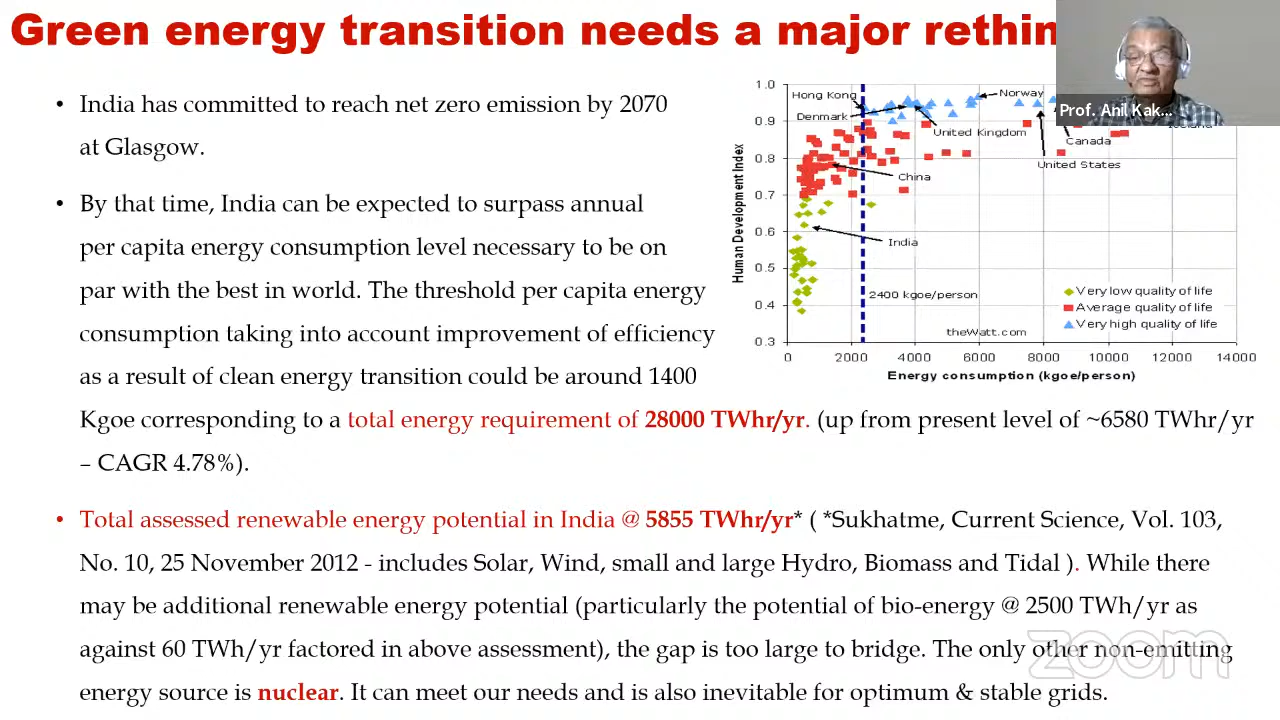 Green energy transition needs a major rethin
Prof. Anil Kak...
• India has committed to reach net zero emission by 2070
at Glasgow.
• By that time, India can be expected to surpass annual
per capita energy consumption level necessary to be on
par with the best in world. The threshold per capita energy
consumption taking into account improvement of efficiency
as a result of clean energy transition could be around 1400
Kgoe corresponding to a total energy requirement of 28000 TWhr/yr. (up from present level of ~6580 TWhr/yr
– CAGR 4.78%).
Human Development Index
1.0
0.9
0.8
0.7
0.6
0.5
0.4
0.3
Hong Kong
Norway
Denmark
United Kingdom
Canada
United States
China
India
2400 kgoe/person
Very low quality of life
Average quality of life
Very high quality of life
theWatt.com
0 2000 4000 6000 8000 10000 12000 14000
Energy consumption (kgoe/person)
• Total assessed renewable energy potential in India @ 5855 TWhr/yr* ( *Sukhatme, Current Science, Vol. 103,
No. 10, 25 November 2012 - includes Solar, Wind, small and large Hydro, Biomass and Tidal ). While there
may be additional renewable energy potential (particularly the potential of bio-energy @ 2500 TWh/yr as
against 60 TWh/yr factored in above assessment), the gap is too large to bridge. The only other non-emitting
energy source is nuclear. It can meet our needs and is also inevitable for optimum & stable grids.
zoom